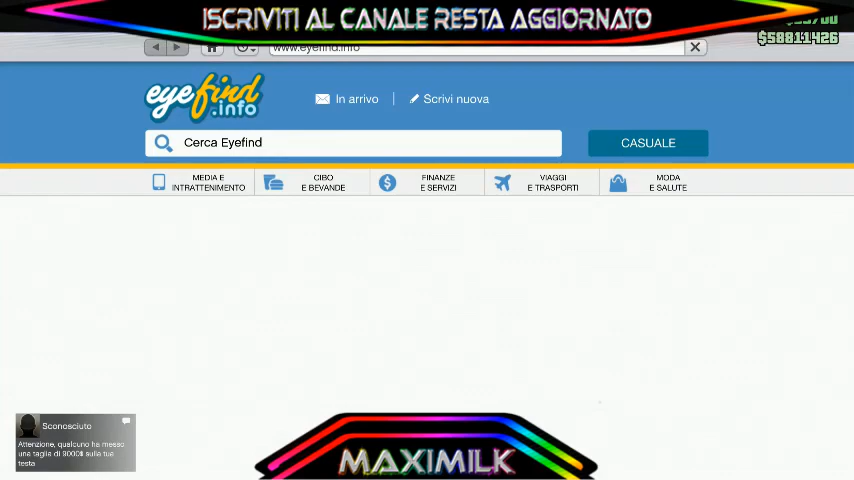 ISCRIVITI AL CANALE RESTA AGGIORNATO
$58811426
www.eyefind.info
eyefind.info
In arrivo
Scrivi nuova
Cerca Eyefind
CASUALE
MEDIA E
INTRATTENIMENTO
CIBO
E BEVANDE
FINANZE
E SERVIZI
VIAGGI
E TRASPORTI
MODA
E SALUTE
Sconosciuto
Attenzione, qualcuno ha messo
una taglia di 9000$ sulla tua
testa
MAXIMILK